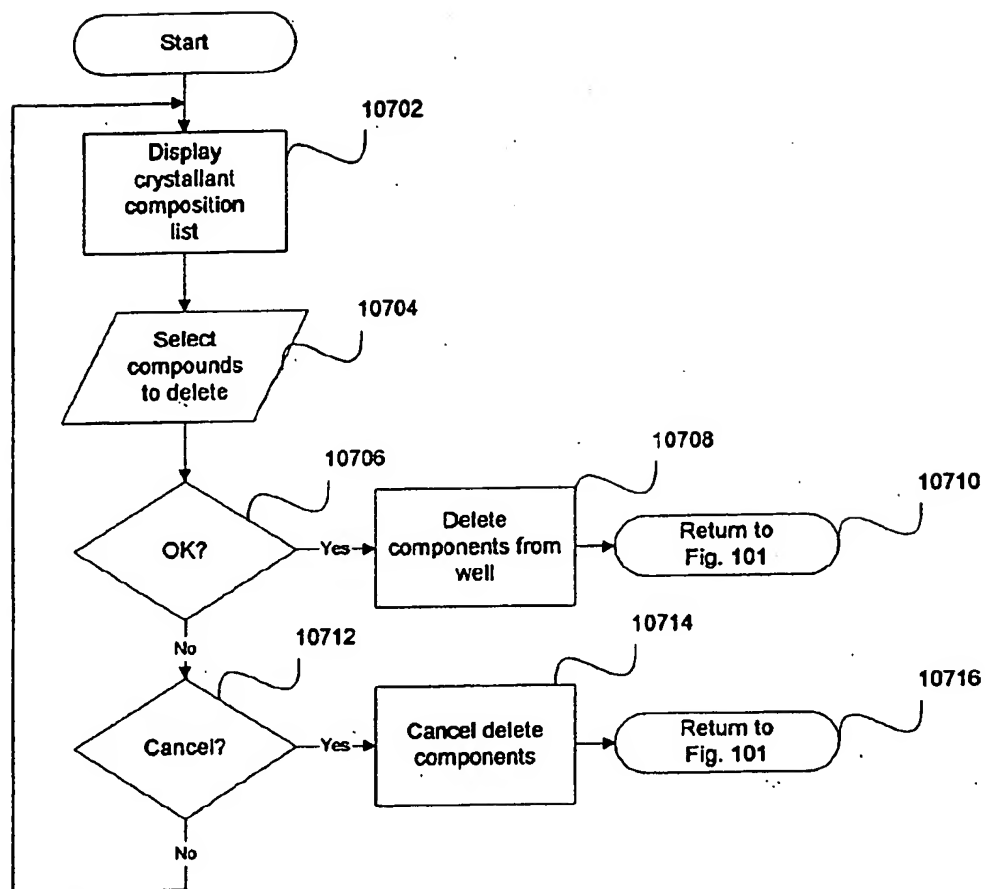 Start
10702
Display
crystallant
composition
list
10704
Select
compounds
to delete
10706
OK?
Yes
10708
Delete
components from
well
10710
Return to
Fig. 101
No
10712
Cancel?
Yes
10714
Cancel delete
components
10716
Return to
Fig. 101
No